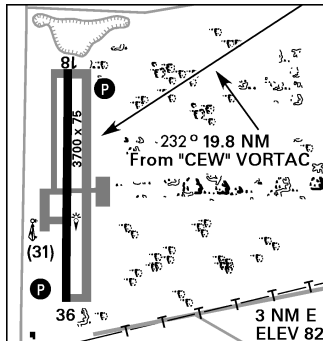 18
P
3700 x 75
232° 19.8 NM
From "CEW" VORTAC
(31)
P
36
3 NM E
ELEV 82